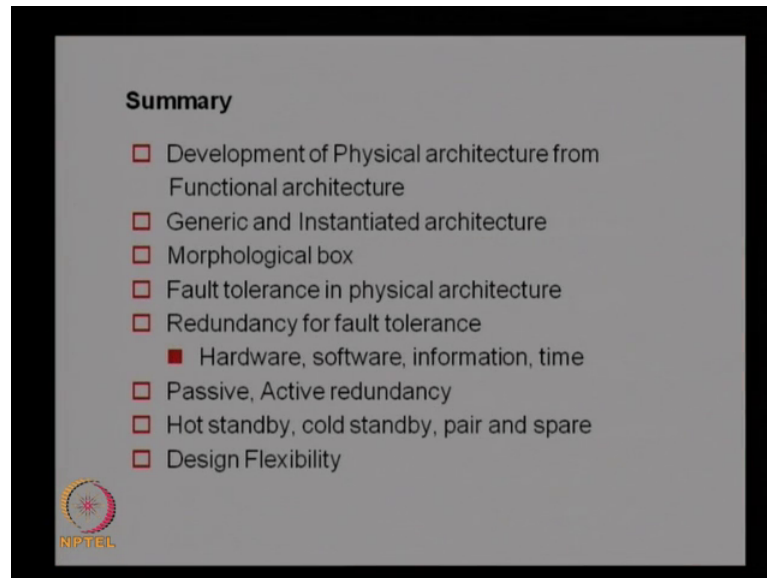 Summary
Development of Physical architecture from
Functional architecture
Generic and Instantiated architecture
Morphological box
Fault tolerance in physical architecture
Redundancy for fault tolerance
Hardware, software, information, time
Passive, Active redundancy
Hot standby, cold standby, pair and spare
Design Flexibility
NPTEL